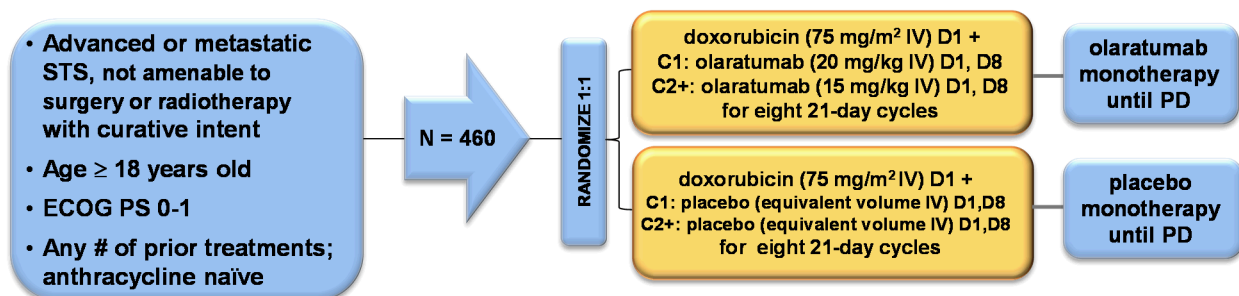 • Advanced or metastatic
STS, not amenable to
surgery or radiotherapy
with curative intent
• Age ≥ 18 years old
• ECOG PS 0-1
• Any # of prior treatments;
anthracycline naïve
N = 460
RANDOMIZE 1:1
doxorubicin (75 mg/m² IV) D1 +
C1: olaratumab (20 mg/kg IV) D1, D8
C2+: olaratumab (15 mg/kg IV) D1, D8
for eight 21-day cycles
olaratumab
monotherapy
until PD
doxorubicin (75 mg/m² IV) D1 +
C1: placebo (equivalent volume IV) D1,D8
C2+: placebo (equivalent volume IV) D1,D8
for eight 21-day cycles
placebo
monotherapy
until PD